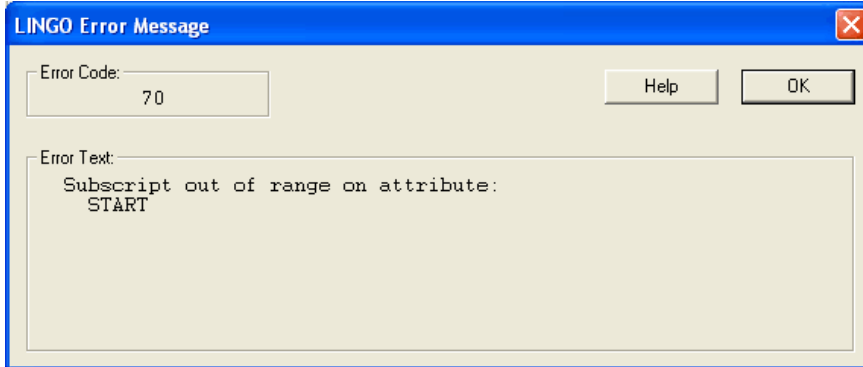 LINGO Error Message
Error Code:
70
Help
OK
Error Text:
Subscript out of range on attribute:
START